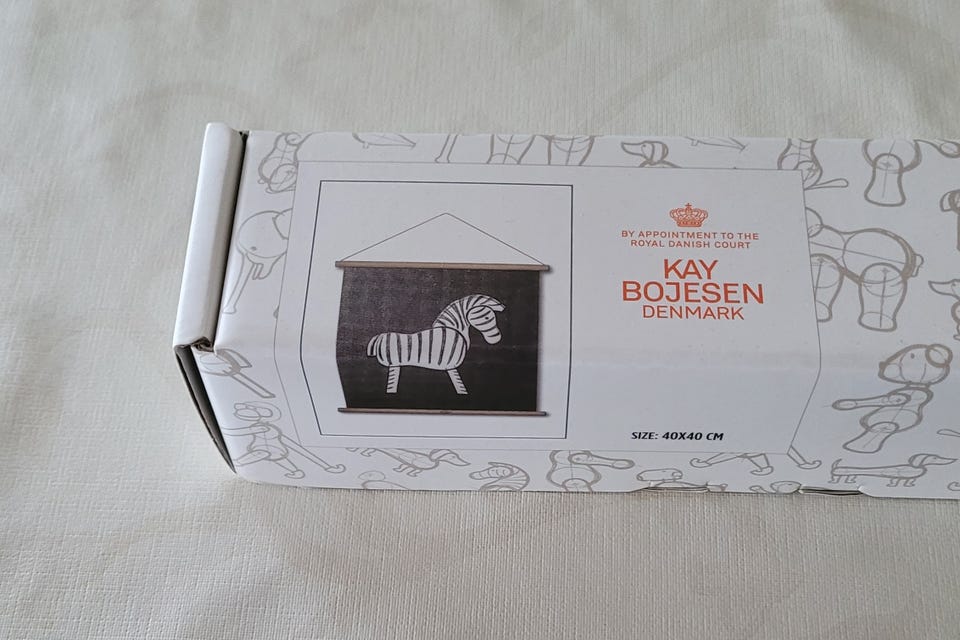 BY APPOINTMENT TO THE
ROYAL DANISH COURT
KAY
BOJESEN
DENMARK
SIZE: 40X40 CM